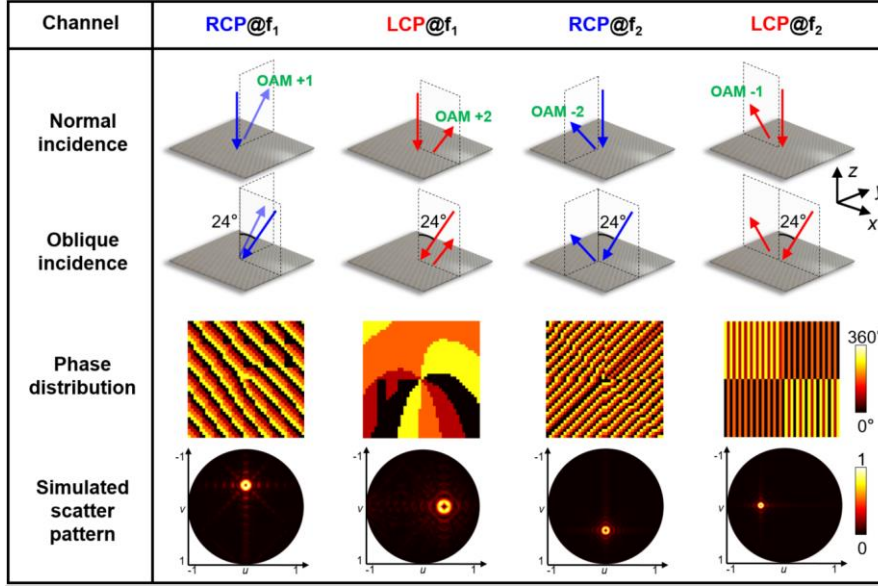 Channel RCP@f₁ LCP@f₁ RCP@f₂ LCP@f₂
Normal
incidence
OAM +1
OAM +2
OAM -2
OAM -1
z
y
x
Oblique
incidence
24°
24°
24°
24°
Phase
distribution
360°
0°
Simulated
scatter
pattern
-1
v
1
-1
u
1
-1
v
1
-1
u
1
-1
v
1
-1
u
1
-1
v
1
-1
u
1
1
0